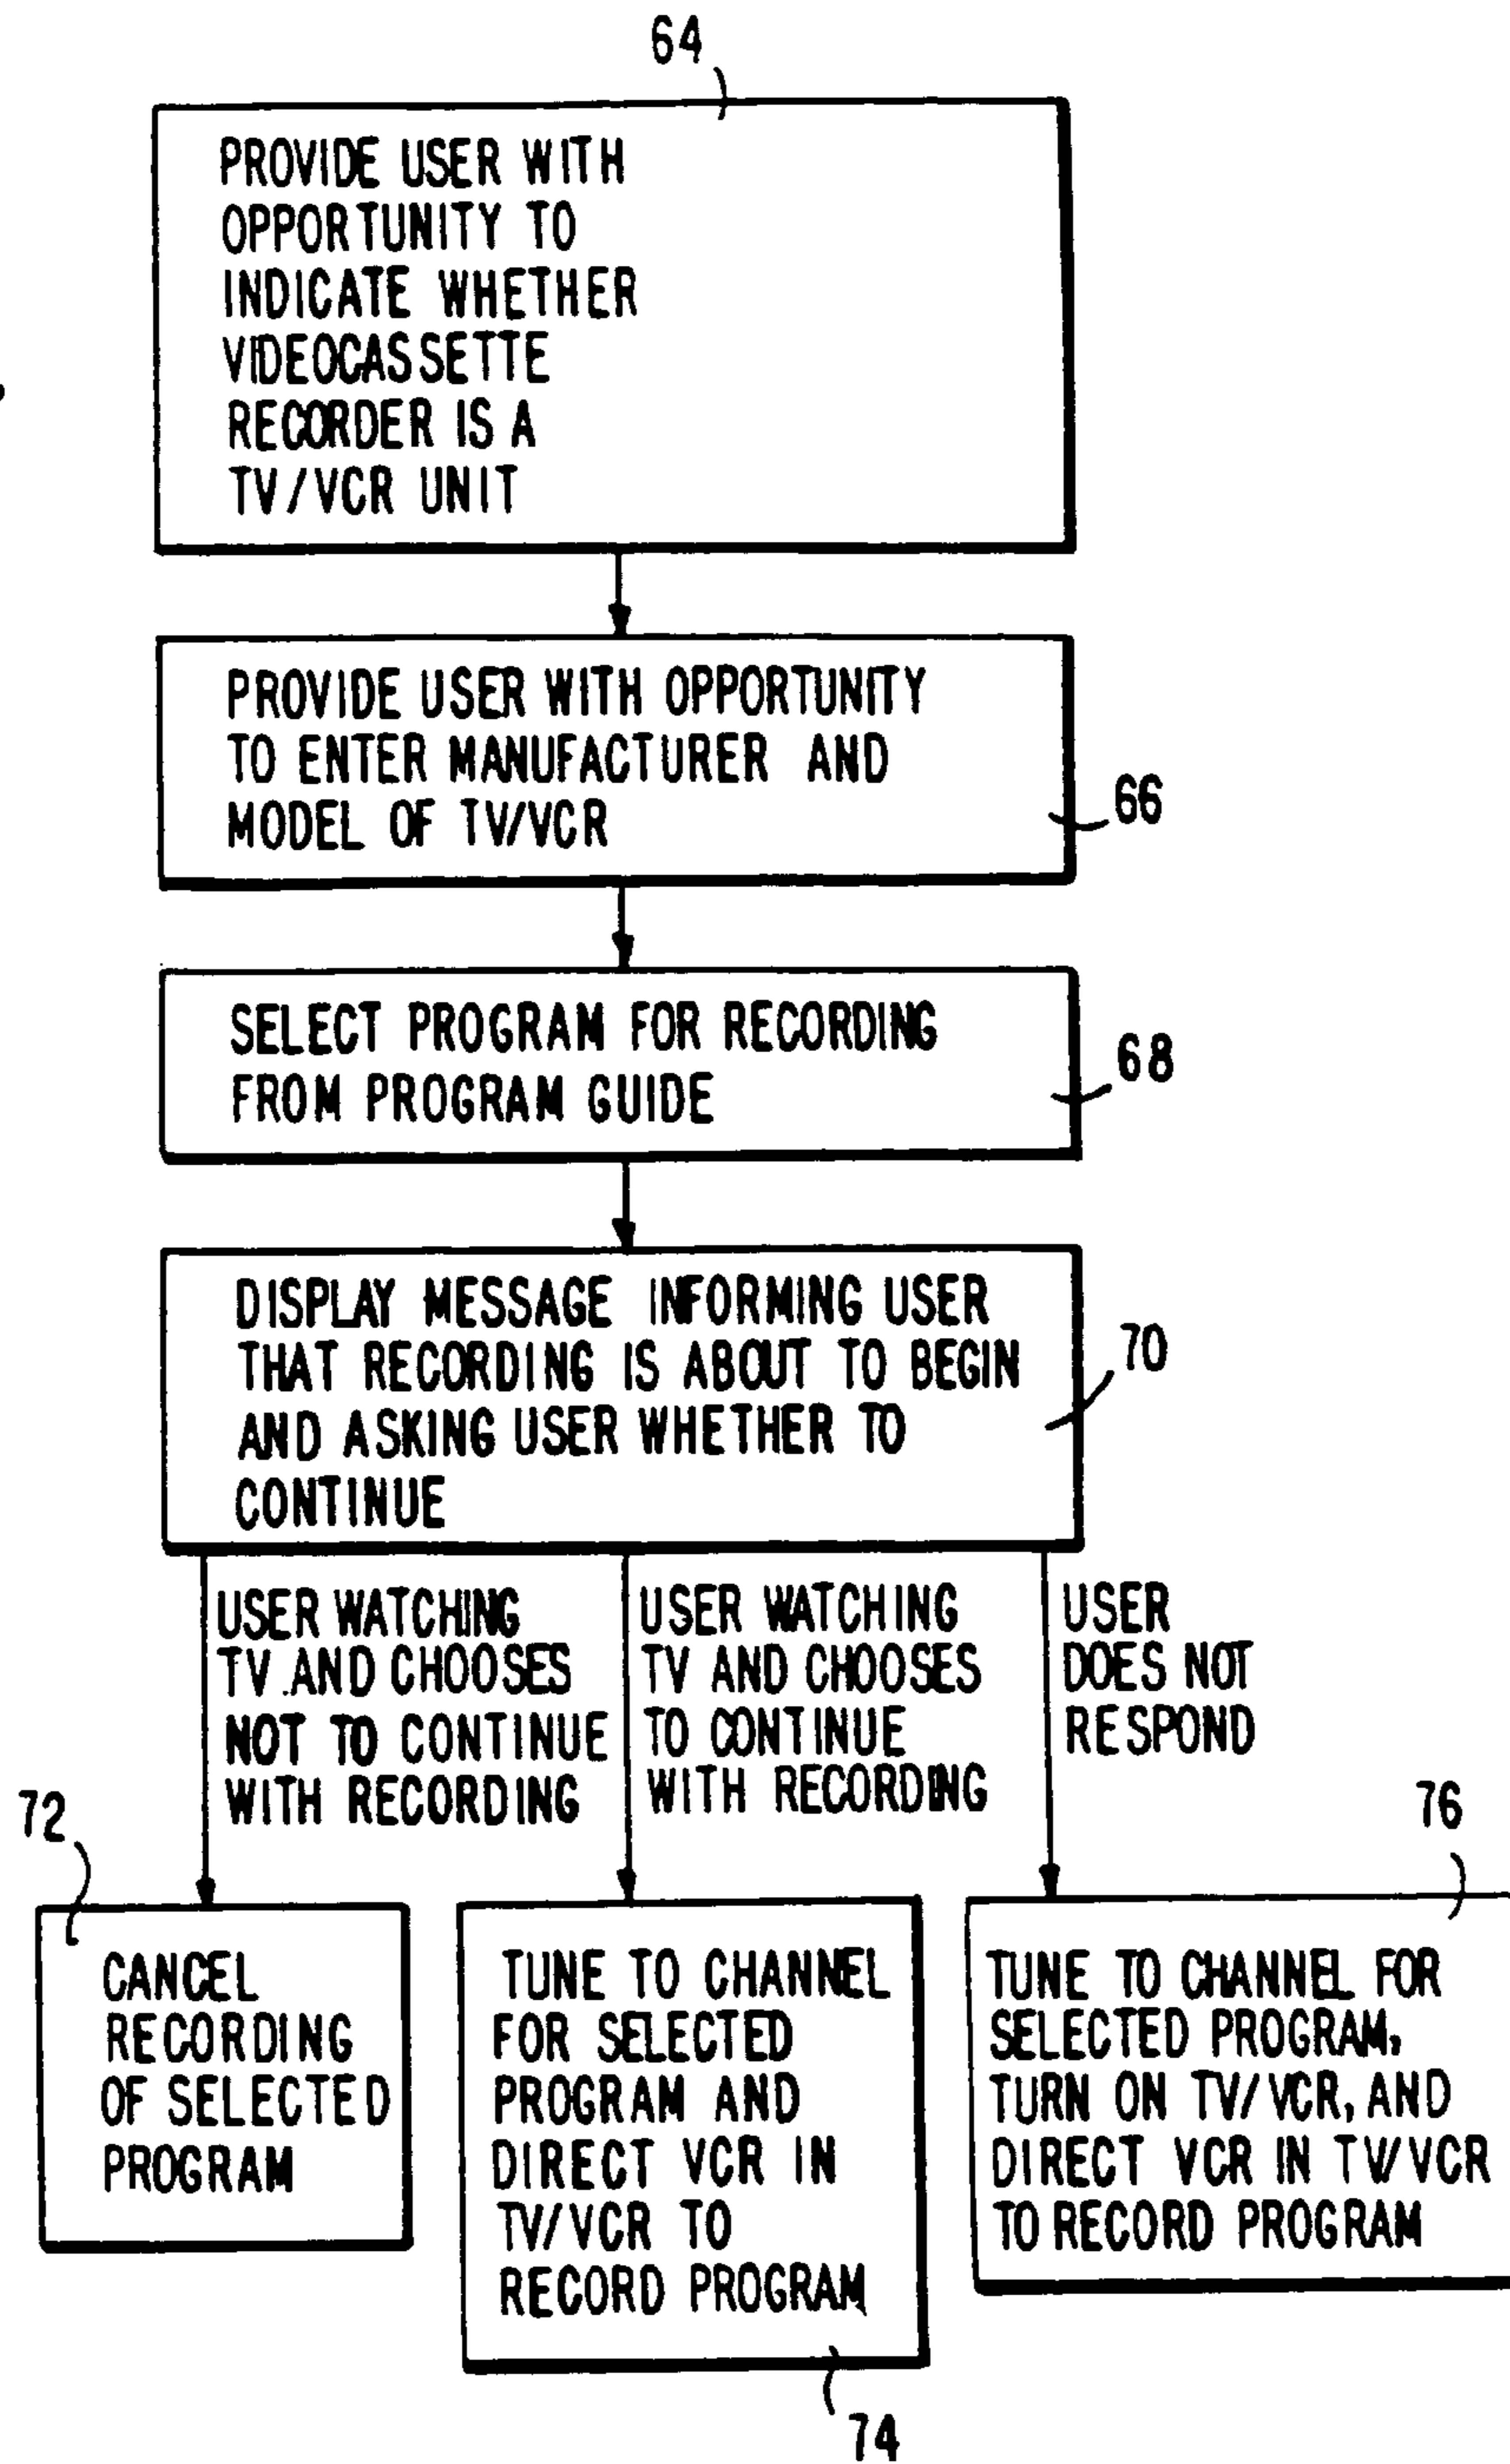 64
PROVIDE USER WITH
OPPORTUNITY TO
INDICATE WHETHER
VIDEOCASSETTE
RECORDER IS A
TV/VCR UNIT
PROVIDE USER WITH OPPORTUNITY
TO ENTER MANUFACTURER AND
MODEL OF TV/VCR
66
SELECT PROGRAM FOR RECORDING
FROM PROGRAM GUIDE
68
DISPLAY MESSAGE INFORMING USER
THAT RECORDING IS ABOUT TO BEGIN
AND ASKING USER WHETHER TO
CONTINUE
70
USER WATCHING
TV AND CHOOSES
NOT TO CONTINUE
WITH RECORDING
USER WATCHING
TV AND CHOOSES
TO CONTINUE
WITH RECORDING
USER
DOES NOT
RESPOND
72
CANCEL
RECORDING
OF SELECTED
PROGRAM
TUNE TO CHANNEL
FOR SELECTED
PROGRAM AND
DIRECT VCR IN
TV/VCR TO
RECORD PROGRAM
74
76
TUNE TO CHANNEL FOR
SELECTED PROGRAM,
TURN ON TV/VCR, AND
DIRECT VCR IN TV/VCR
TO RECORD PROGRAM